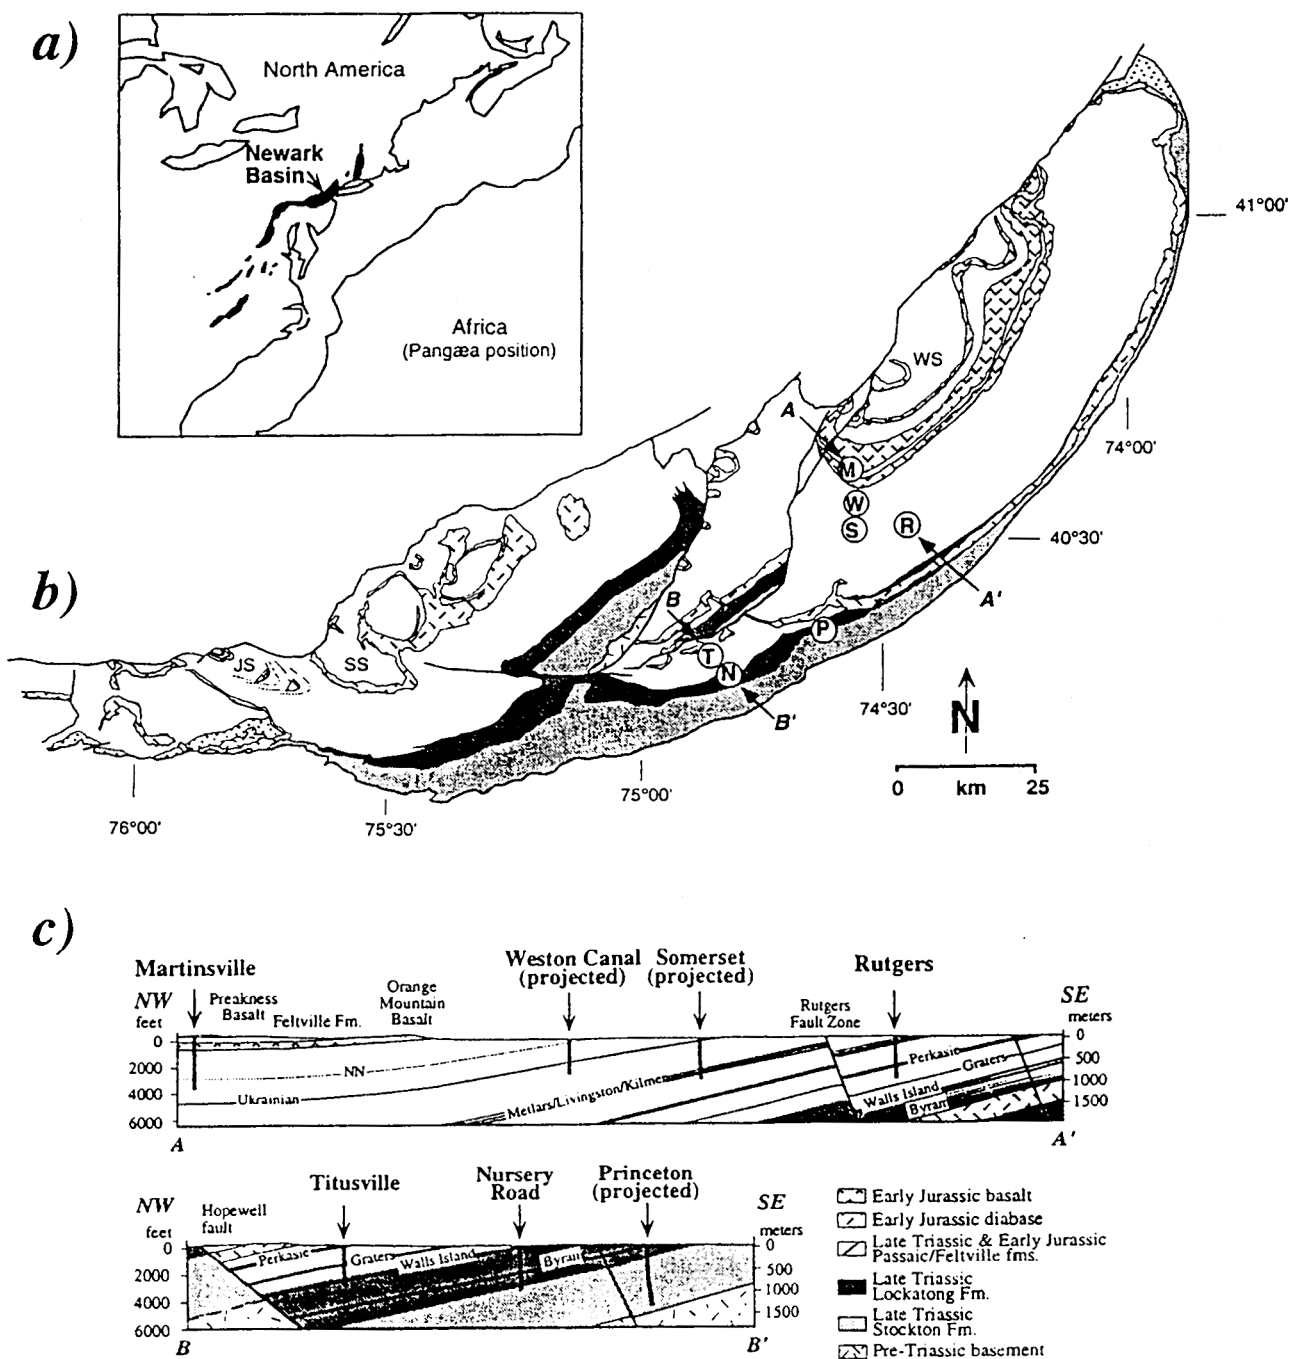 a)
North America
Newark
Basin
Africa
(Pangæa position)
b)
41°00'
WS
A
74°00'
M
W
S
R
40°30'
B
A'
P
JS
SS
T
N
B'
74°30'
N
75°00'
0 km 25
75°30'
76°00'
c)
Martinsville
Weston Canal
(projected)
Somerset
(projected)
Rutgers
NW
feet
Preakness
Basalt
Feltville Fm.
Orange
Mountain
Basalt
Rutgers
Fault Zone
SE
meters
0
2000
4000
6000
NN
Ukrainian
Metlars/Livingston/Kilmer
Perkasie
Graters
Walls Island
Byram
0
500
1000
1500
A
A'
NW
feet
Hopewell
fault
Titusville
Nursery
Road
Princeton
(projected)
SE
meters
0
2000
4000
6000
Perkasie
Graters
Walls Island
Byram
0
500
1000
1500
B
B'
Early Jurassic basalt
Early Jurassic diabase
Late Triassic & Early Jurassic
Passaic/Feltville fms.
Late Triassic
Lockatong Fm.
Late Triassic
Stockton Fm.
Pre-Triassic basement